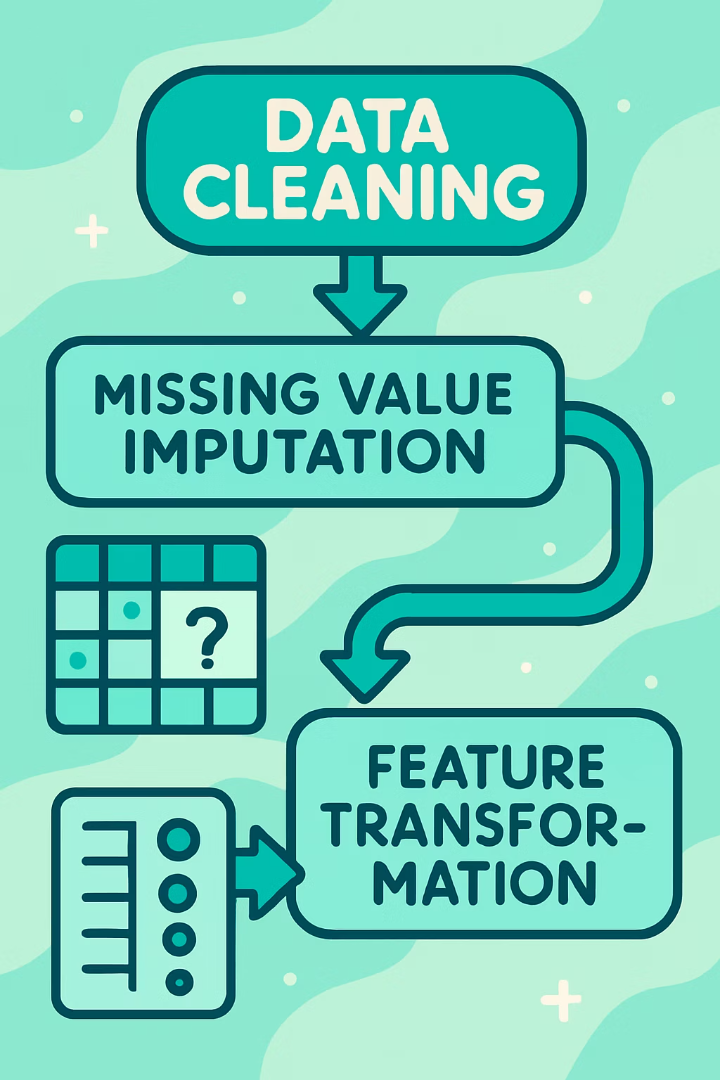 DATA
CLEANING
MISSING VALUE
IMPUTATION
?
FEATURE
TRANSFOR-
MATION